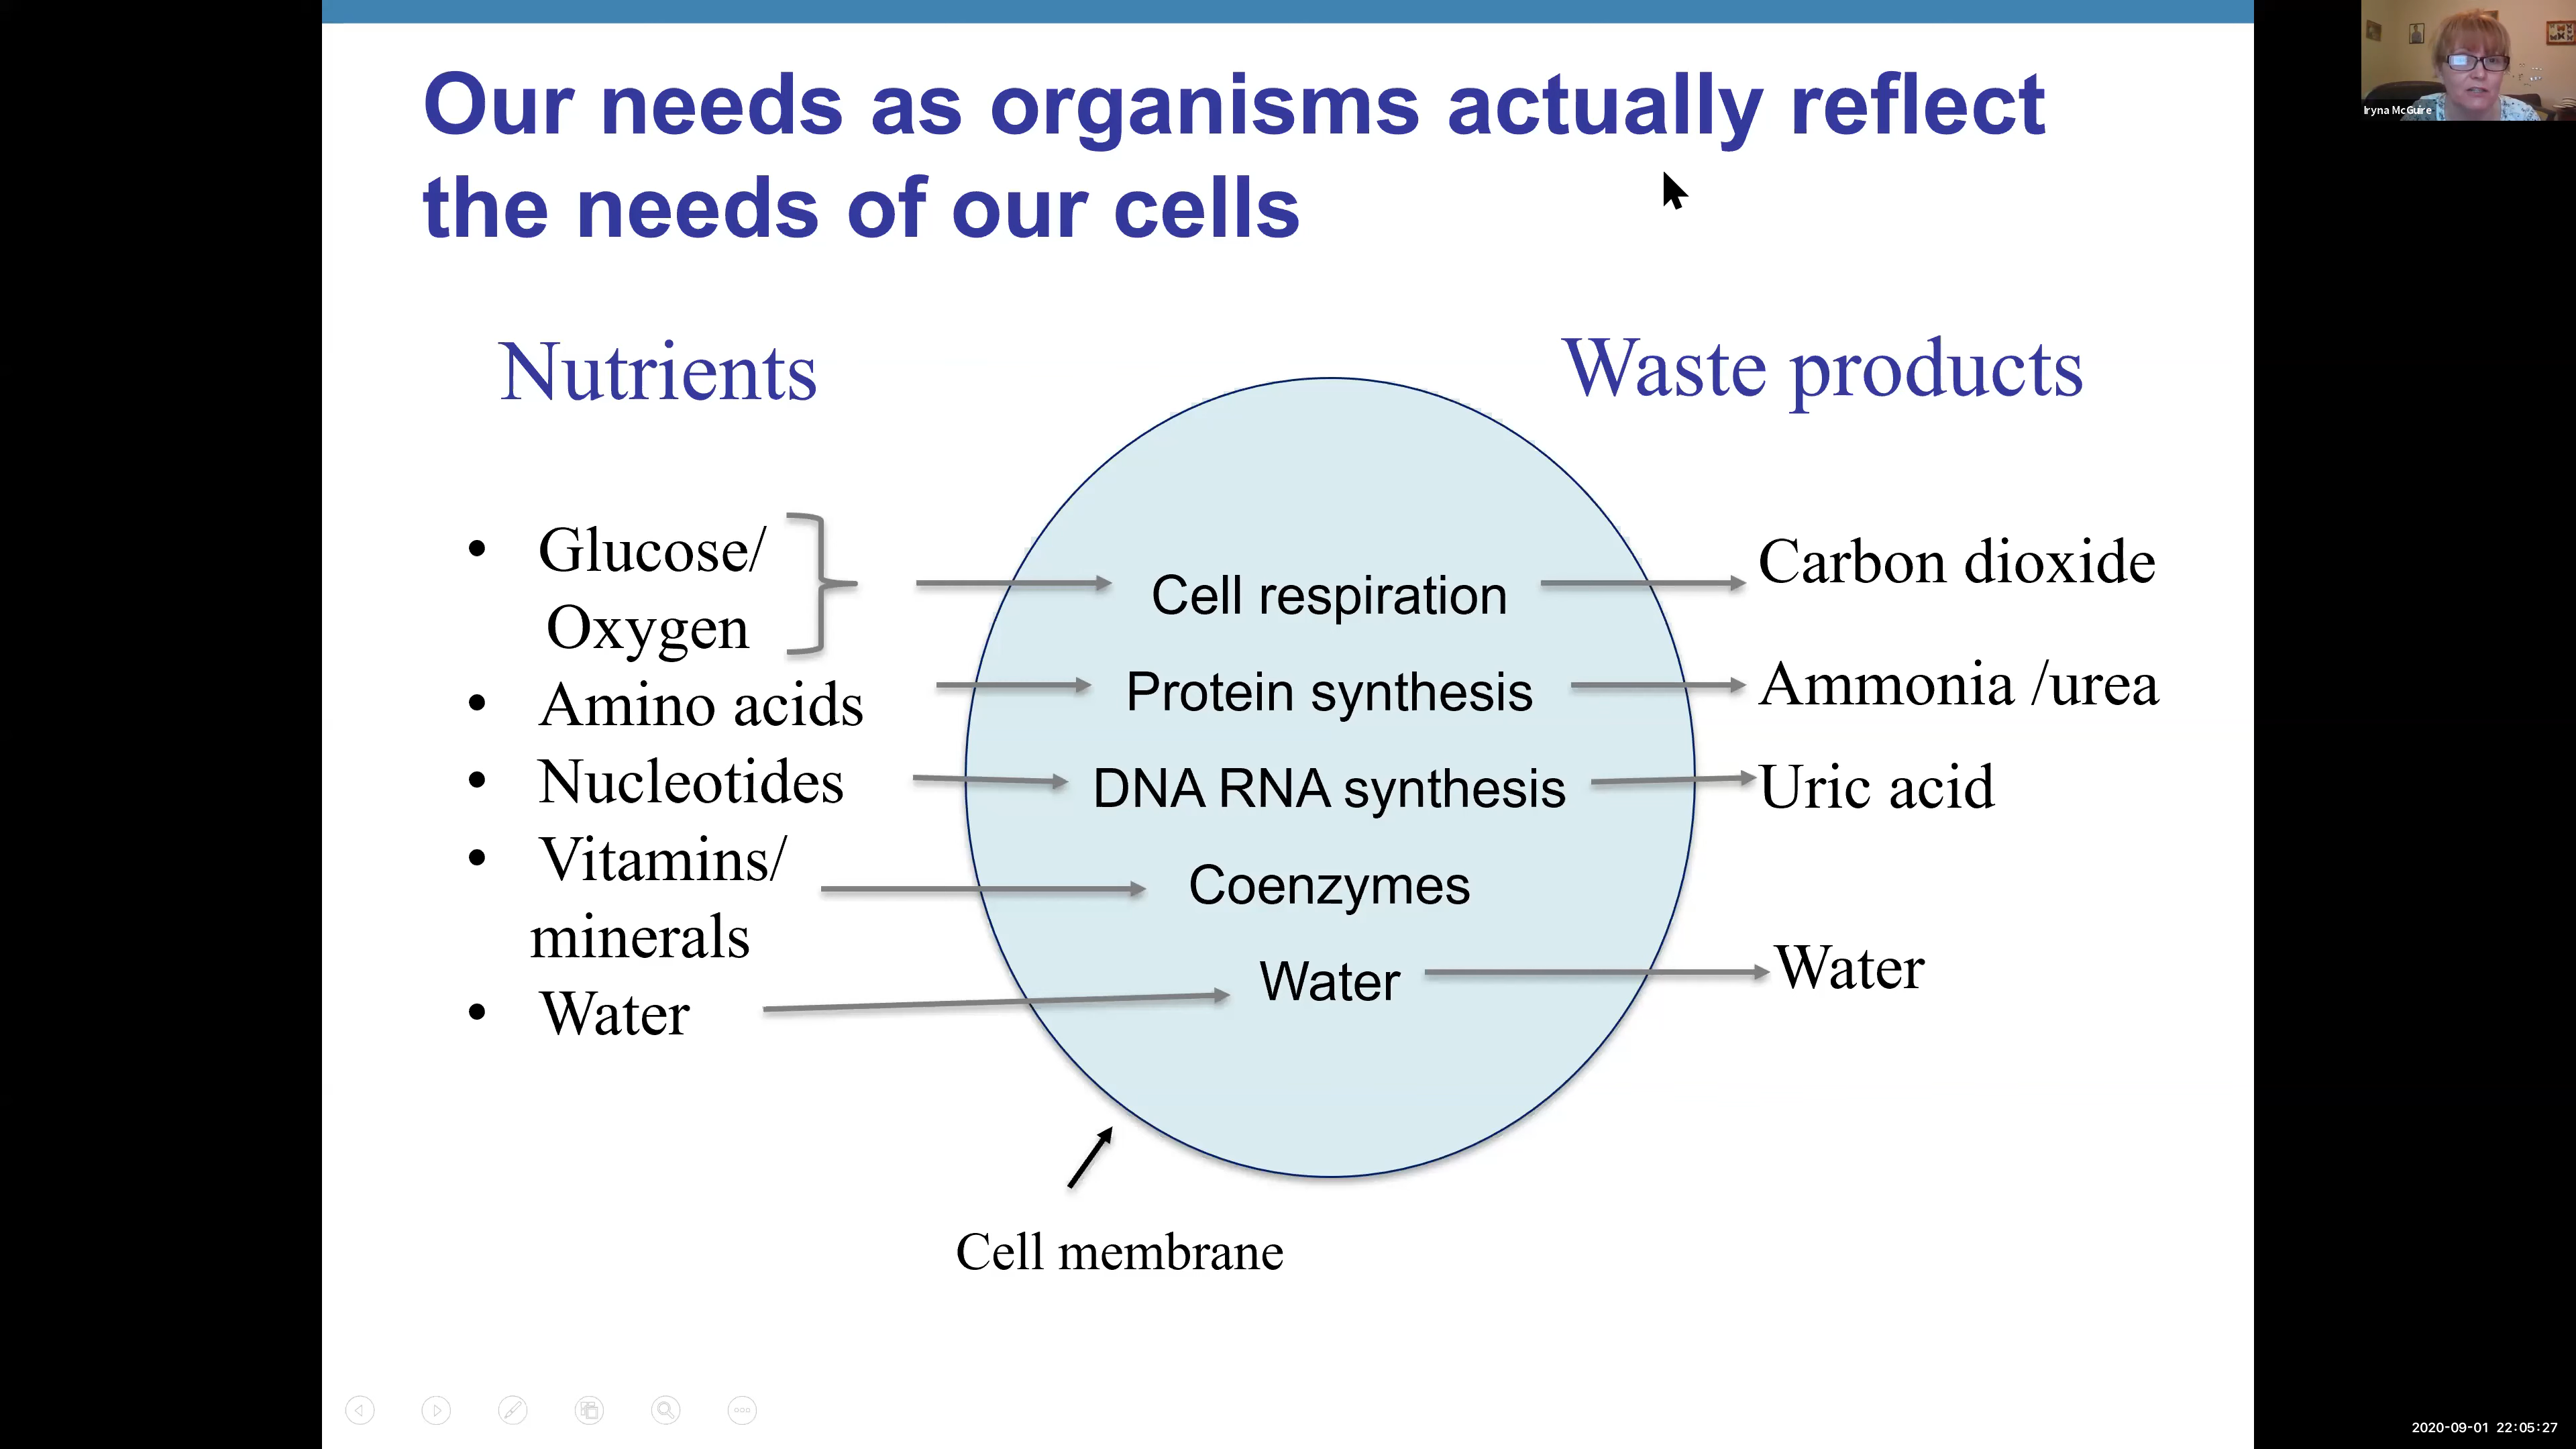 Our needs as organisms actually reflect
the needs of our cells
Nutrients
Waste products
• Glucose/
Oxygen
• Amino acids
• Nucleotides
• Vitamins/
minerals
• Water
Cell respiration
Protein synthesis
DNA RNA synthesis
Coenzymes
Water
Carbon dioxide
Ammonia /urea
Uric acid
Water
Cell membrane
Iryna McGuire
2020-09-01 22:05:27